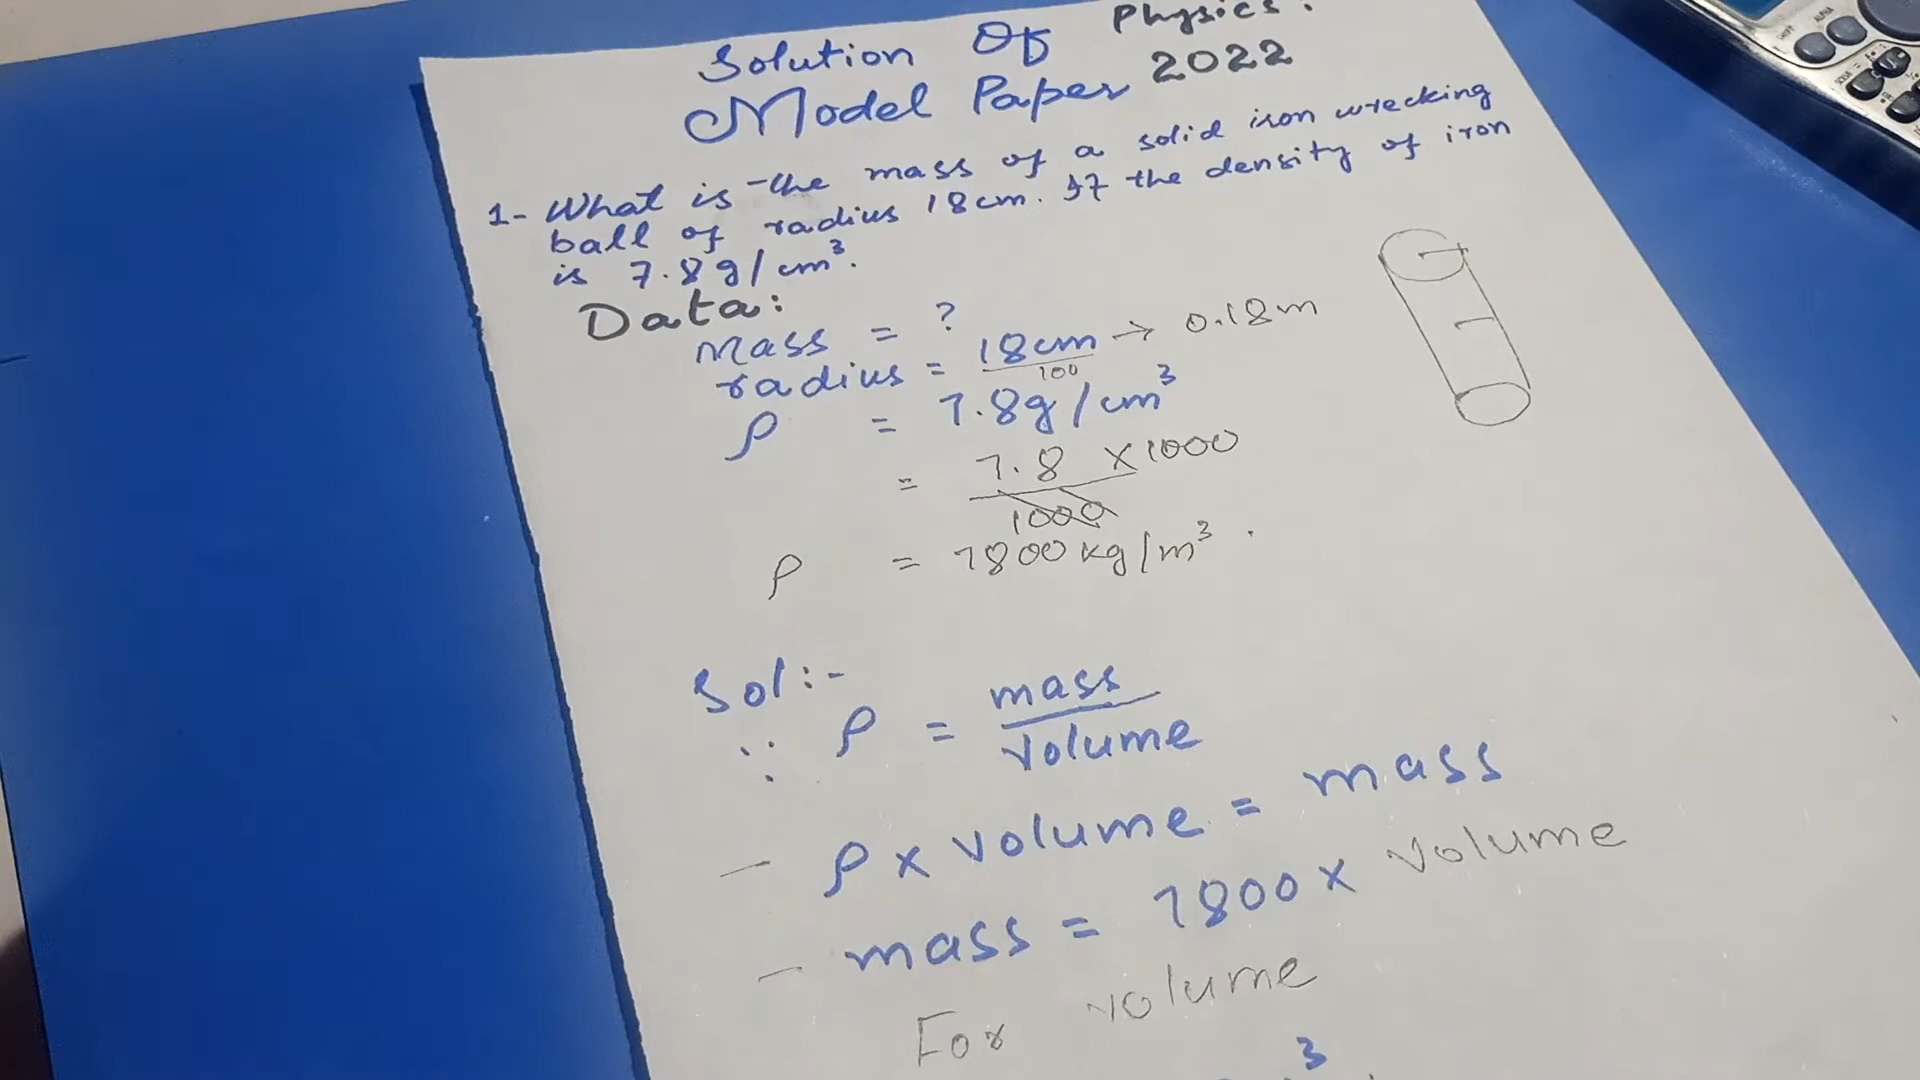 Solution Of Physics.
Model Paper 2022
1- What is the mass of a solid iron wrecking
ball of radius 18cm. If the density of iron
is 7.8g/cm³.
Data:
Mass = ?
radius = 18cm → 0.18m
100
ρ = 7.8g/cm³
= 7.8 × 1000
1000
ρ = 7800 kg/m³.
Sol:-
∵ ρ = mass
volume
— ρ × volume = mass
— mass = 7800 × volume
For volume
3